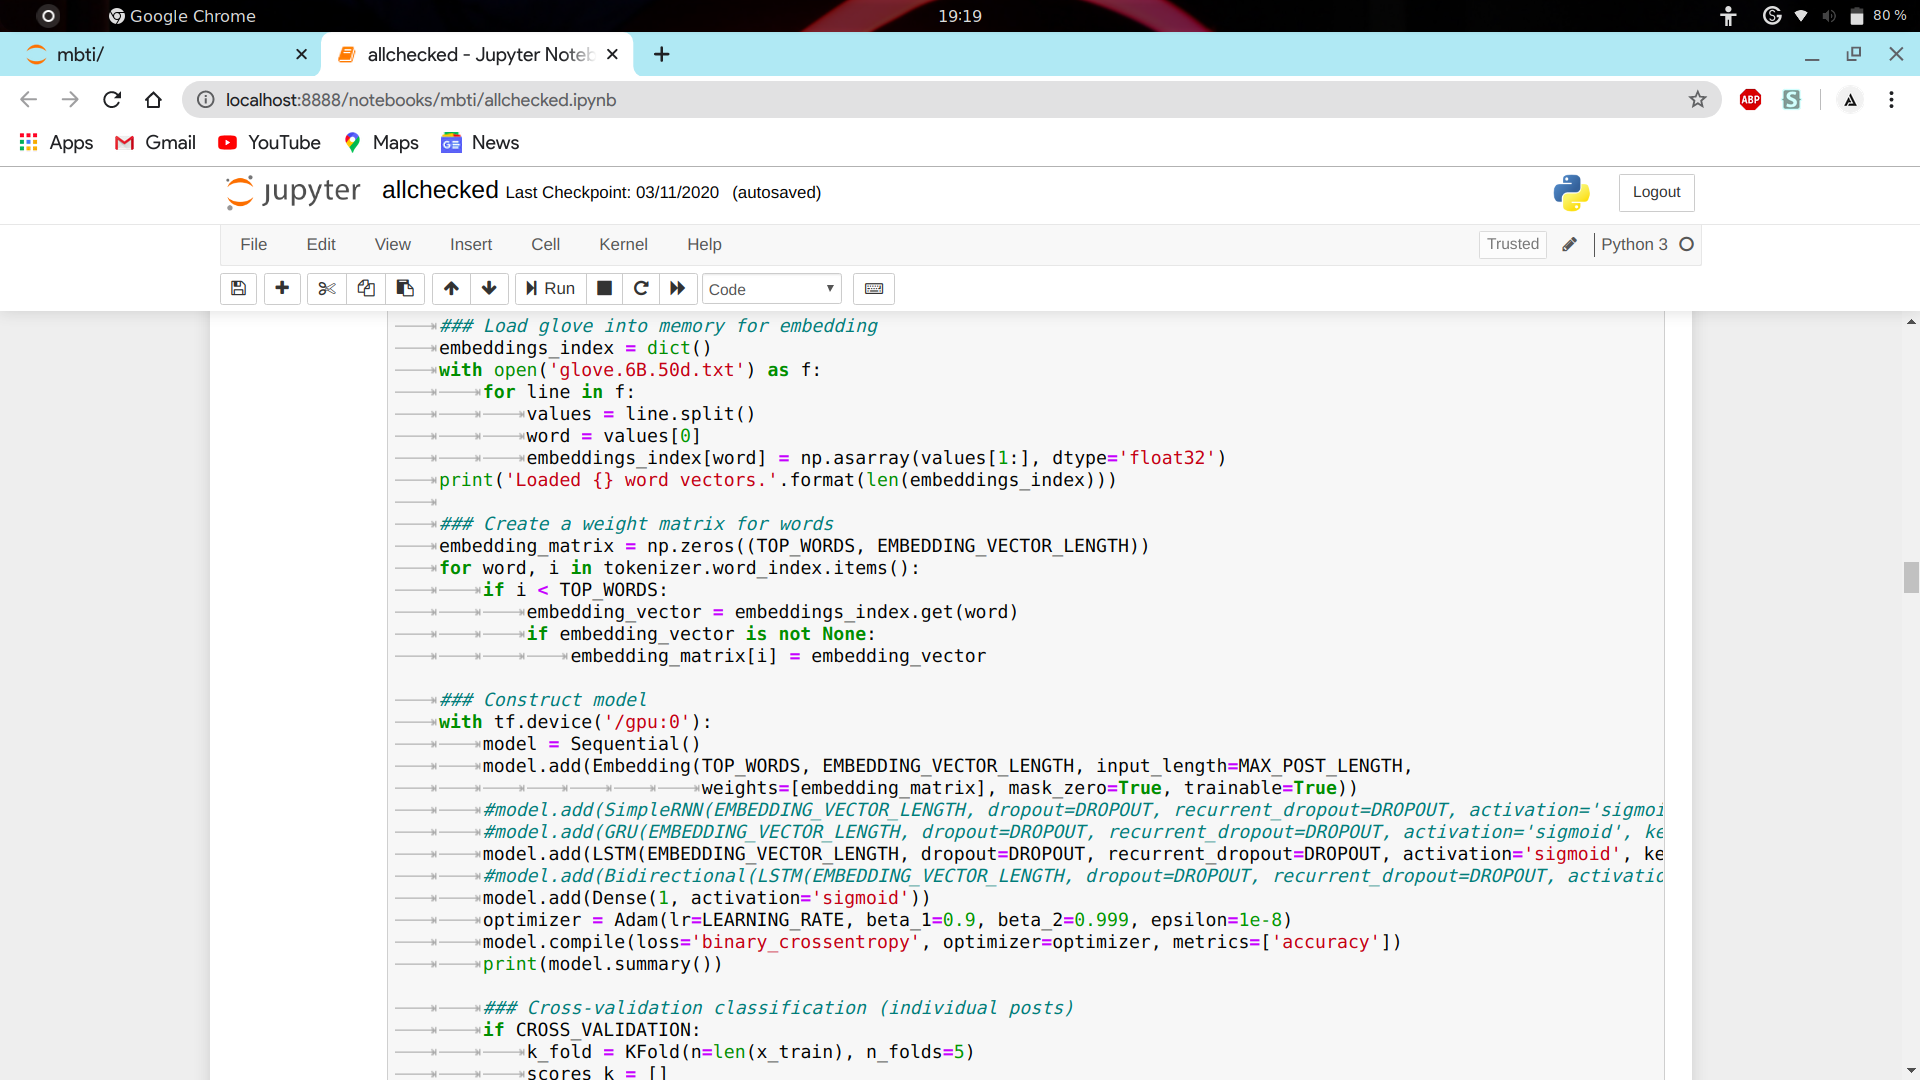 Google Chrome 19:19 80 %
mbti/ allchecked - Jupyter Noteb
localhost:8888/notebooks/mbti/allchecked.ipynb ABP S
Apps Gmail YouTube Maps News
jupyter allchecked Last Checkpoint: 03/11/2020 (autosaved) Logout
File Edit View Insert Cell Kernel Help Trusted Python 3
Run Code
### Load glove into memory for embedding
embeddings_index = dict()
with open('glove.6B.50d.txt') as f:
for line in f:
values = line.split()
word = values[0]
embeddings_index[word] = np.asarray(values[1:], dtype='float32')
print('Loaded {} word vectors.'.format(len(embeddings_index)))
### Create a weight matrix for words
embedding_matrix = np.zeros((TOP_WORDS, EMBEDDING_VECTOR_LENGTH))
for word, i in tokenizer.word_index.items():
if i < TOP_WORDS:
embedding_vector = embeddings_index.get(word)
if embedding_vector is not None:
embedding_matrix[i] = embedding_vector
### Construct model
with tf.device('/gpu:0'):
model = Sequential()
model.add(Embedding(TOP_WORDS, EMBEDDING_VECTOR_LENGTH, input_length=MAX_POST_LENGTH,
weights=[embedding_matrix], mask_zero=True, trainable=True))
#model.add(SimpleRNN(EMBEDDING_VECTOR_LENGTH, dropout=DROPOUT, recurrent_dropout=DROPOUT, activation='sigmoi
#model.add(GRU(EMBEDDING_VECTOR_LENGTH, dropout=DROPOUT, recurrent_dropout=DROPOUT, activation='sigmoid', ke
model.add(LSTM(EMBEDDING_VECTOR_LENGTH, dropout=DROPOUT, recurrent_dropout=DROPOUT, activation='sigmoid', ke
#model.add(Bidirectional(LSTM(EMBEDDING_VECTOR_LENGTH, dropout=DROPOUT, recurrent_dropout=DROPOUT, activatio
model.add(Dense(1, activation='sigmoid'))
optimizer = Adam(lr=LEARNING_RATE, beta_1=0.9, beta_2=0.999, epsilon=1e-8)
model.compile(loss='binary_crossentropy', optimizer=optimizer, metrics=['accuracy'])
print(model.summary())
### Cross-validation classification (individual posts)
if CROSS_VALIDATION:
k_fold = KFold(n=len(x_train), n_folds=5)
scores_k = []